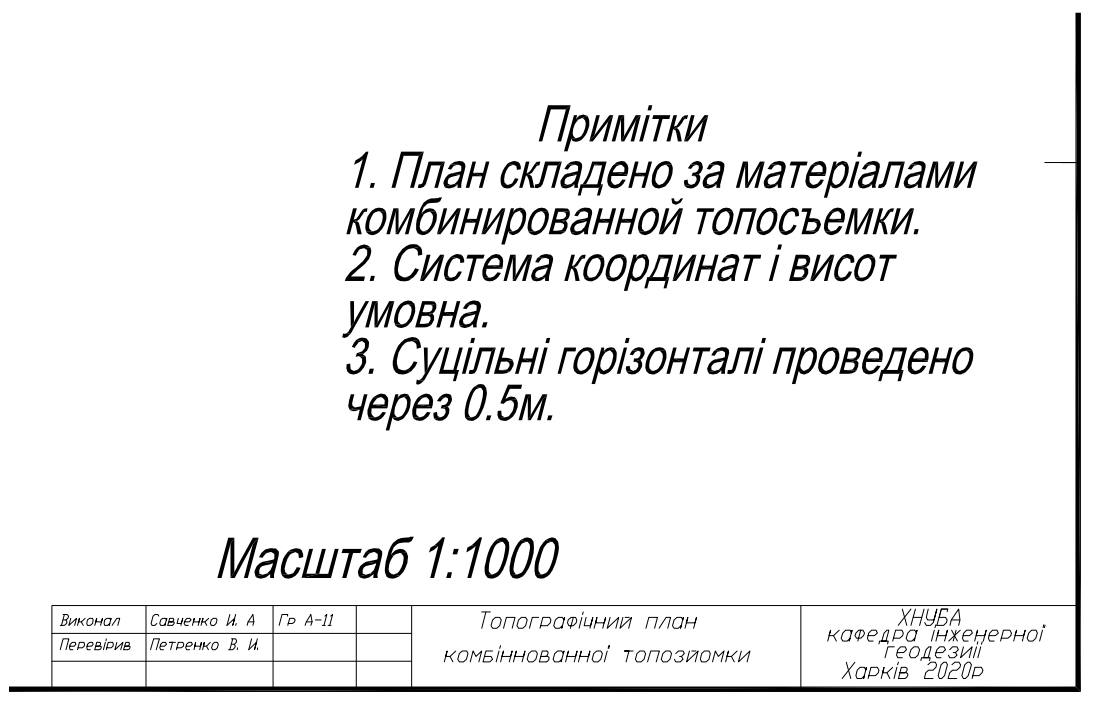 Примітки
1. План складено за матеріалами
комбинированной топосъемки.
2. Система координат і висот
умовна.
3. Суцільні горізонталі проведено
через 0.5м.
Масштаб 1:1000
Виконал Савченко И. А Гр А-11
Перевірив Петренко В. И.
Топографічний план
комбіннованної топозйомки
ХНУБА
кафедра інженерної
геодезиії
Харків 2020р